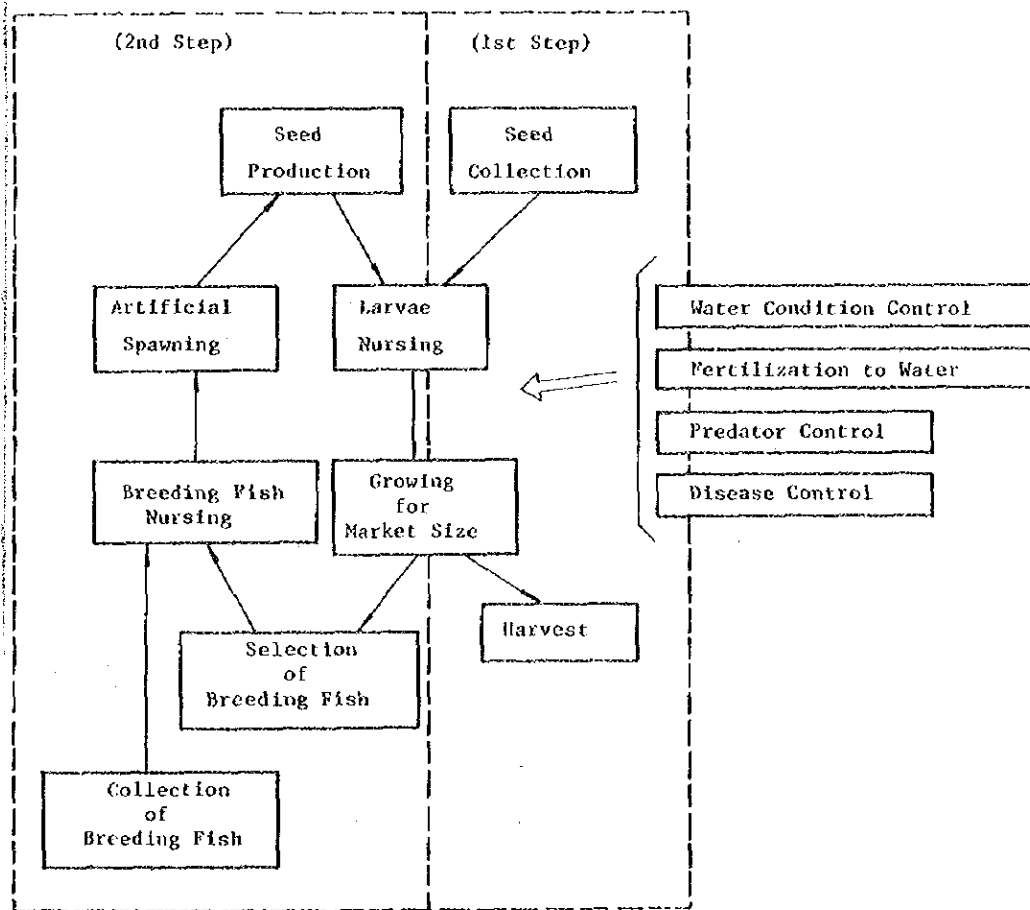 (2nd Step)
(1st Step)
Seed
Production
Seed
Collection
Artificial
Spawning
Larvae
Nursing
Water Condition Control
Fertilization to Water
Predator Control
Disease Control
Breeding Fish
Nursing
Growing
for
Market Size
Harvest
Selection
of
Breeding Fish
Collection
of
Breeding Fish